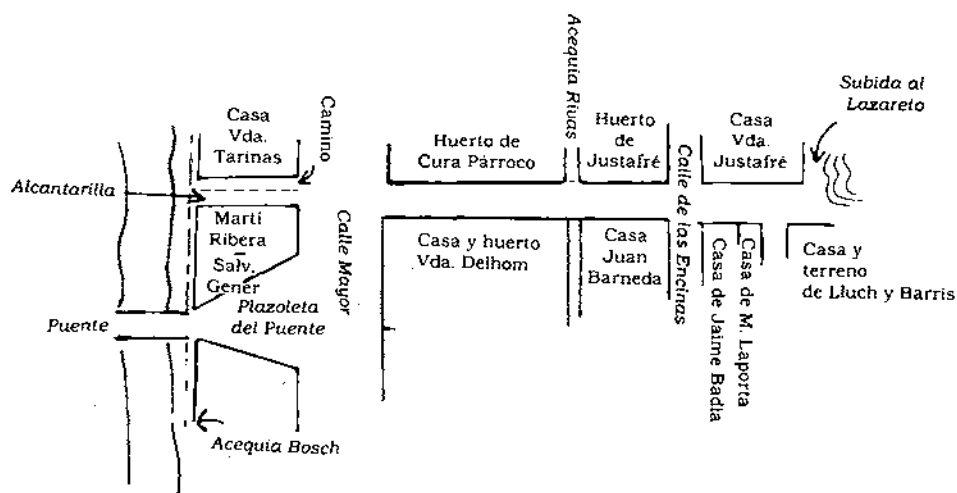 Acequia Rivas
Subida al
Lazareto
Camino
Casa
Vda.
Tarinas
Huerto de
Cura Párroco
Huerto
de
Justafré
Calle de las Encinas
Casa
Vda.
Justafré
Alcantarilla
Martí
Ribera
Salv.
Gener
Calle Mayor
Casa y huerto
Vda. Delhom
Casa
Juan
Barneda
Casa de Jaime Badía
Casa de M. Laporta
Casa y
terreno
de Lluch y Barris
Plazoleta
del Puente
Puente
Acequia Bosch